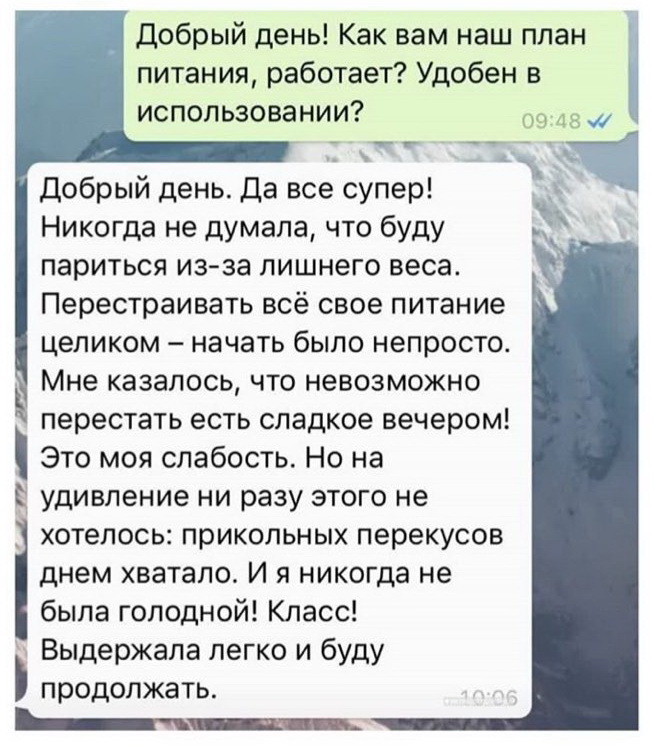 Добрый день! Как вам наш план
питания, работает? Удобен в
использовании?
09:48
Добрый день. Да все супер!
Никогда не думала, что буду
париться из-за лишнего веса.
Перестраивать всё свое питание
целиком – начать было непросто.
Мне казалось, что невозможно
перестать есть сладкое вечером!
Это моя слабость. Но на
удивление ни разу этого не
хотелось: прикольных перекусов
днем хватало. И я никогда не
была голодной! Класс!
Выдержала легко и буду
продолжать.
10:06